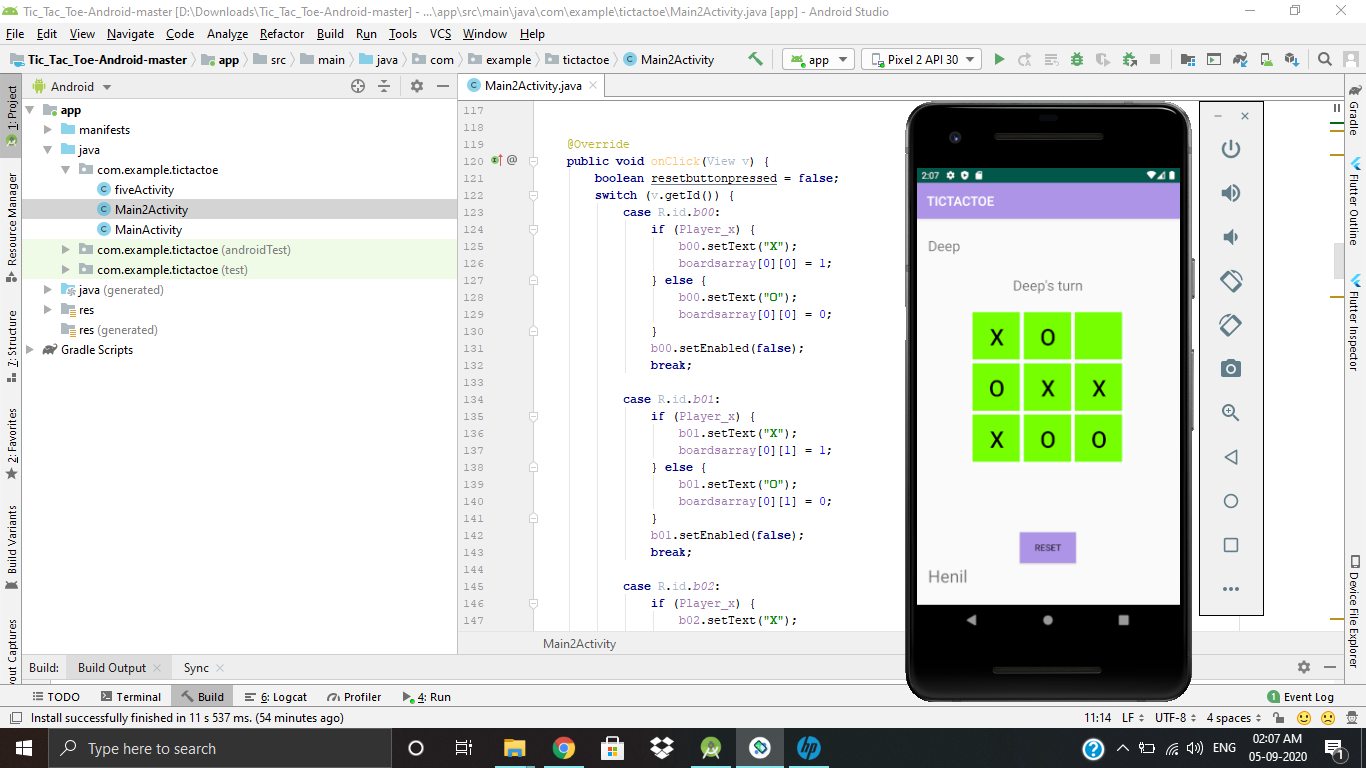 Tic_Tac_Toe-Android-master [D:\Downloads\Tic_Tac_Toe-Android-master] - ...\app\src\main\java\com\example\tictactoe\Main2Activity.java [app] - Android Studio
File Edit View Navigate Code Analyze Refactor Build Run Tools VCS Window Help
Tic_Tac_Toe-Android-master app src main java com example tictactoe Main2Activity app Pixel 2 API 30
Android
Main2Activity.java
1: Project
Resource Manager
7: Structure
2: Favorites
Build Variants
app
manifests
java
com.example.tictactoe
fiveActivity
Main2Activity
MainActivity
com.example.tictactoe (androidTest)
com.example.tictactoe (test)
java (generated)
res
res (generated)
Gradle Scripts
117
118
119 @Override
120 @ public void onClick(View v) {
121 boolean resetbuttonpressed = false;
122 switch (v.getId()) {
123 case R.id.b00:
124 if (Player_x) {
125 b00.setText("X");
126 boardsarray[0][0] = 1;
127 } else {
128 b00.setText("O");
129 boardsarray[0][0] = 0;
130 }
131 b00.setEnabled(false);
132 break;
133
134 case R.id.b01:
135 if (Player_x) {
136 b01.setText("X");
137 boardsarray[0][1] = 1;
138 } else {
139 b01.setText("O");
140 boardsarray[0][1] = 0;
141 }
142 b01.setEnabled(false);
143 break;
144
145 case R.id.b02:
146 if (Player_x) {
147 b02.setText("X");
Main2Activity
2:07
TICTACTOE
Deep
Deep's turn
X O
O X X
X O O
RESET
Henil
Gradle
Flutter Outline
Flutter Inspector
Device File Explorer
Build: Build Output Sync
TODO Terminal Build 6: Logcat Profiler 4: Run Event Log
1
Install successfully finished in 11 s 537 ms. (54 minutes ago) 11:14 LF UTF-8 4 spaces
Type here to search
hp
ENG
02:07 AM
05-09-2020
1